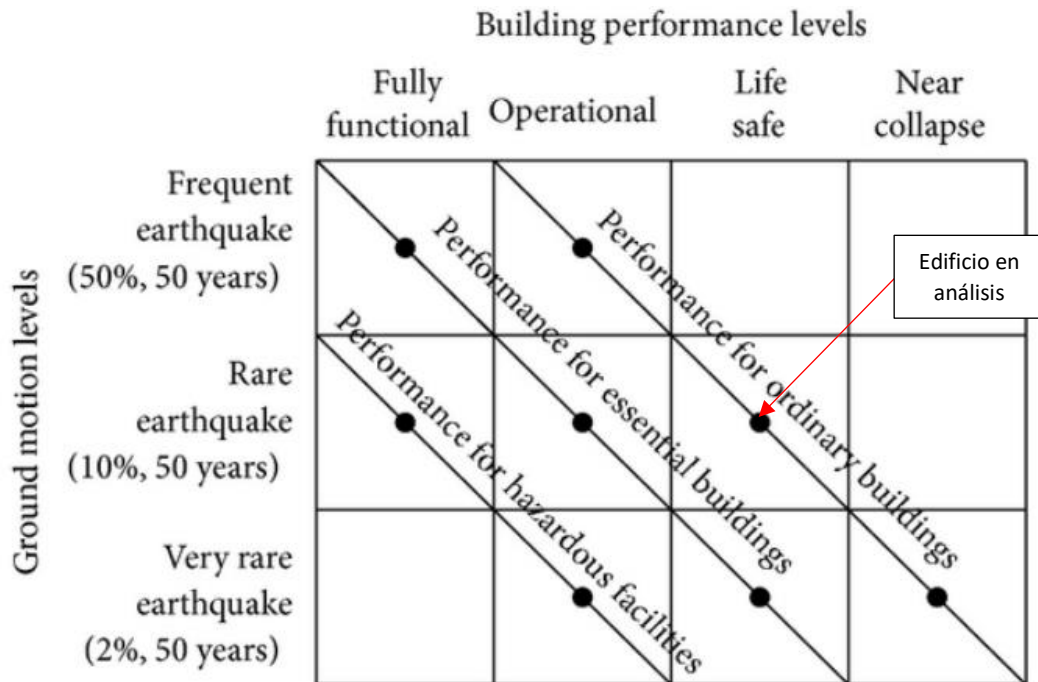 Building performance levels
Fully
functional
Operational
Life
safe
Near
collapse
Ground motion levels
Frequent
earthquake
(50%, 50 years)
Rare
earthquake
(10%, 50 years)
Very rare
earthquake
(2%, 50 years)
Performance for ordinary buildings
Performance for essential buildings
Performance for hazardous facilities
Edificio en
análisis